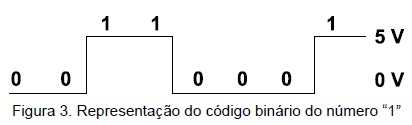 1 1 1 5 V
0 0 0 0 0 0 V
Figura 3. Representação do código binário do número “1”